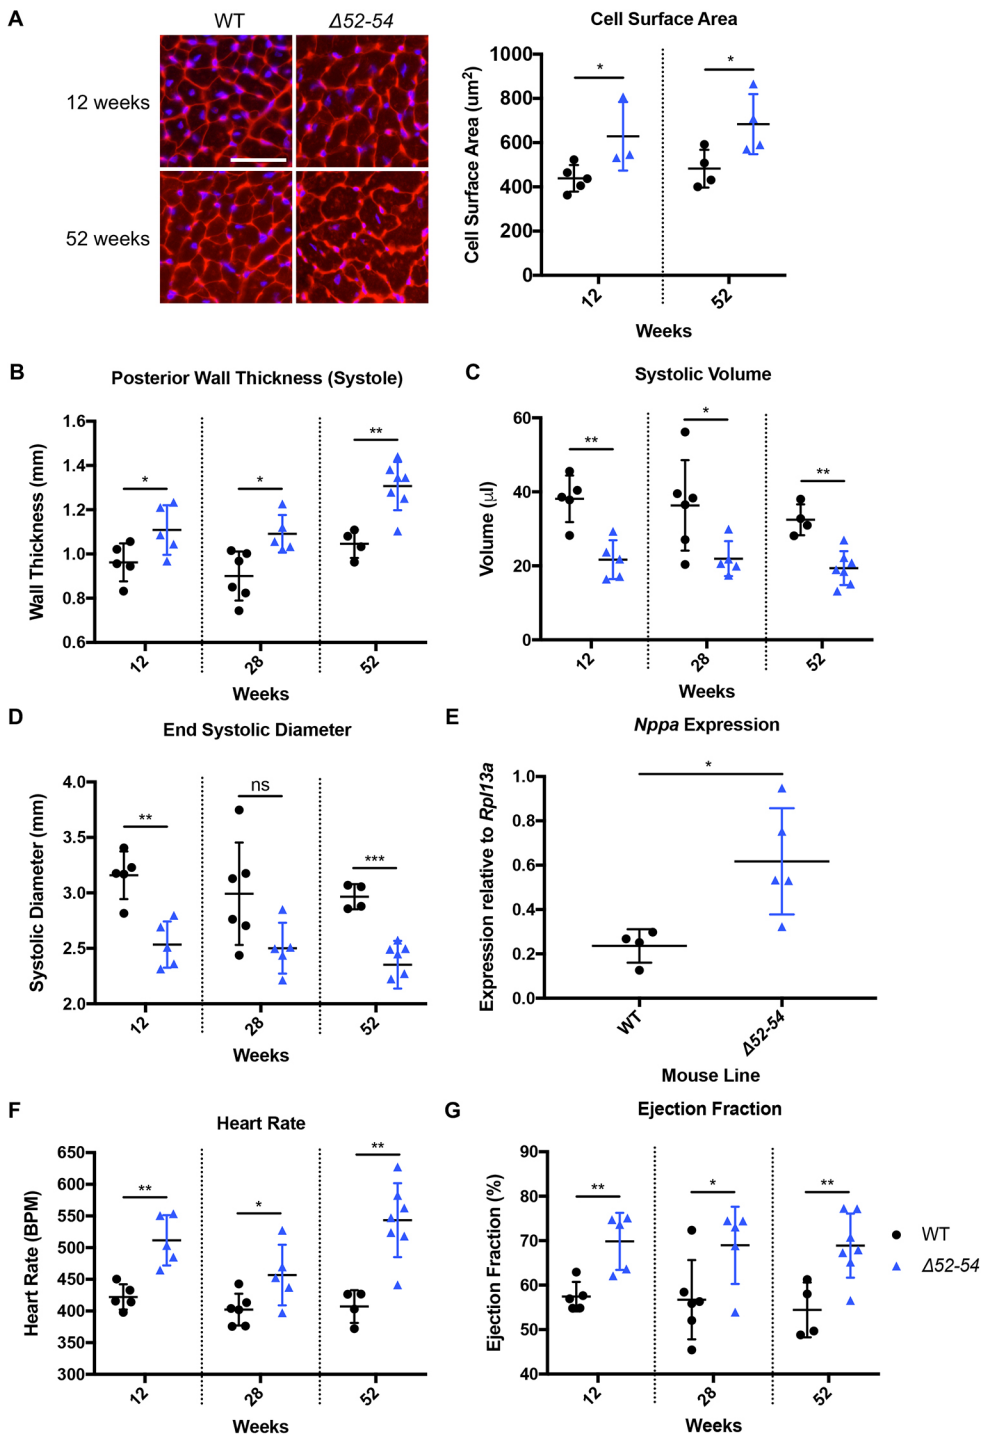 A
WT
Δ52-54
12 weeks
52 weeks
Cell Surface Area
Cell Surface Area (um2)
1000
800
600
400
200
0
*
*
12
52
Weeks
B
Posterior Wall Thickness (Systole)
Wall Thickness (mm)
1.6
1.4
1.2
1.0
0.8
0.6
*
*
**
12
28
52
Weeks
C
Systolic Volume
Volume (μl)
60
40
20
0
**
*
**
12
28
52
Weeks
D
End Systolic Diameter
Systolic Diameter (mm)
4.0
3.5
3.0
2.5
2.0
**
ns
***
12
28
52
Weeks
E
Nppa Expression
Expression relative to Rpl13a
1.0
0.8
0.6
0.4
0.2
0.0
*
WT
Δ52-54
Mouse Line
F
Heart Rate
Heart Rate (BPM)
650
600
550
500
450
400
350
300
**
*
**
12
28
52
Weeks
G
Ejection Fraction
Ejection Fraction (%)
90
80
70
60
50
40
**
*
**
12
28
52
Weeks
WT
Δ52-54